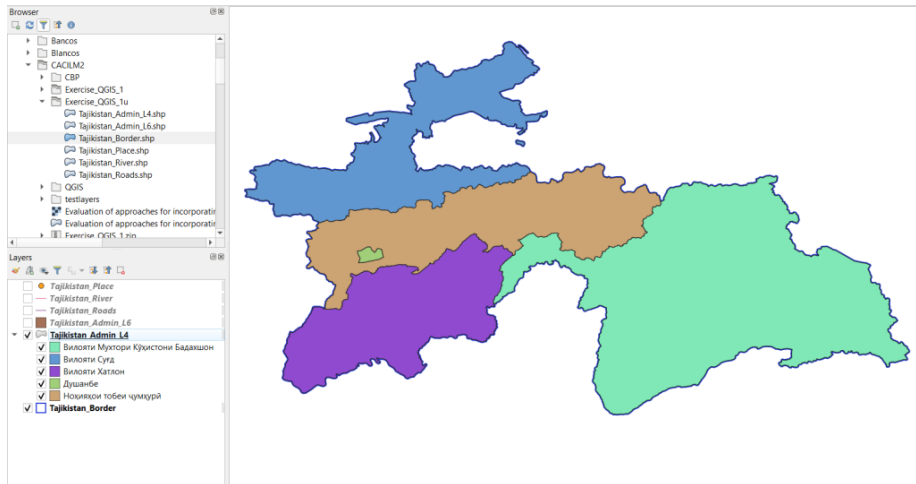 Browser
Bancos
Blancos
CACILM2
CBP
Exercise_QGIS_1
Exercise_QGIS_1u
Tajikistan_Admin_L4.shp
Tajikistan_Admin_L6.shp
Tajikistan_Border.shp
Tajikistan_Place.shp
Tajikistan_River.shp
Tajikistan_Roads.shp
QGIS
testlayers
Evaluation of approaches for incorporatin
Evaluation of approaches for incorporatin
Exercise_QGIS_1.zip
Layers
Tajikistan_Place
Tajikistan_River
Tajikistan_Roads
Tajikistan_Admin_L6
Tajikistan_Admin_L4
Вилояти Мухтори Кӯҳистони Бадахшон
Вилояти Суғд
Вилояти Хатлон
Душанбе
Ноҳияҳои тобеи ҷумҳурӣ
Tajikistan_Border